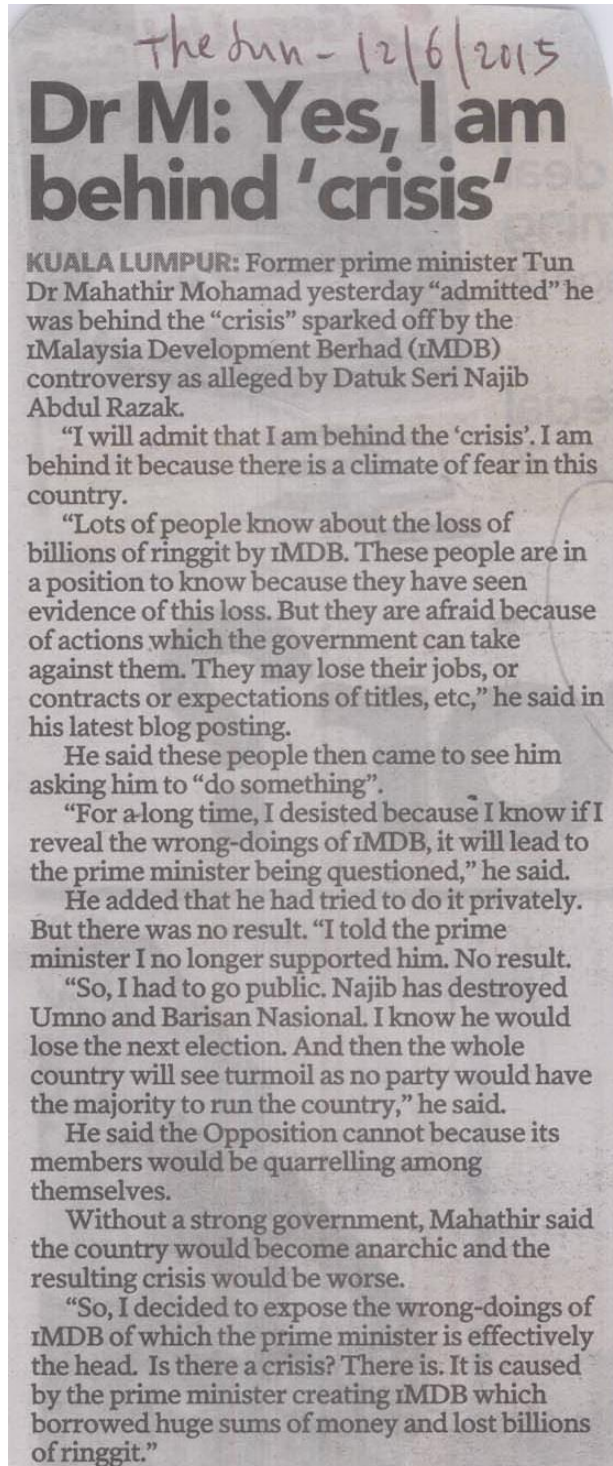 The Sun - 12/6/2015
Dr M: Yes, I am
behind 'crisis'
KUALA LUMPUR: Former prime minister Tun
Dr Mahathir Mohamad yesterday "admitted" he
was behind the "crisis" sparked off by the
1Malaysia Development Berhad (1MDB)
controversy as alleged by Datuk Seri Najib
Abdul Razak.
"I will admit that I am behind the 'crisis'. I am
behind it because there is a climate of fear in this
country.
"Lots of people know about the loss of
billions of ringgit by 1MDB. These people are in
a position to know because they have seen
evidence of this loss. But they are afraid because
of actions which the government can take
against them. They may lose their jobs, or
contracts or expectations of titles, etc," he said in
his latest blog posting.
He said these people then came to see him
asking him to "do something".
"For a long time, I desisted because I know if I
reveal the wrong-doings of 1MDB, it will lead to
the prime minister being questioned," he said.
He added that he had tried to do it privately.
But there was no result. "I told the prime
minister I no longer supported him. No result.
"So, I had to go public. Najib has destroyed
Umno and Barisan Nasional. I know he would
lose the next election. And then the whole
country will see turmoil as no party would have
the majority to run the country," he said.
He said the Opposition cannot because its
members would be quarrelling among
themselves.
Without a strong government, Mahathir said
the country would become anarchic and the
resulting crisis would be worse.
"So, I decided to expose the wrong-doings of
1MDB of which the prime minister is effectively
the head. Is there a crisis? There is. It is caused
by the prime minister creating 1MDB which
borrowed huge sums of money and lost billions
of ringgit."